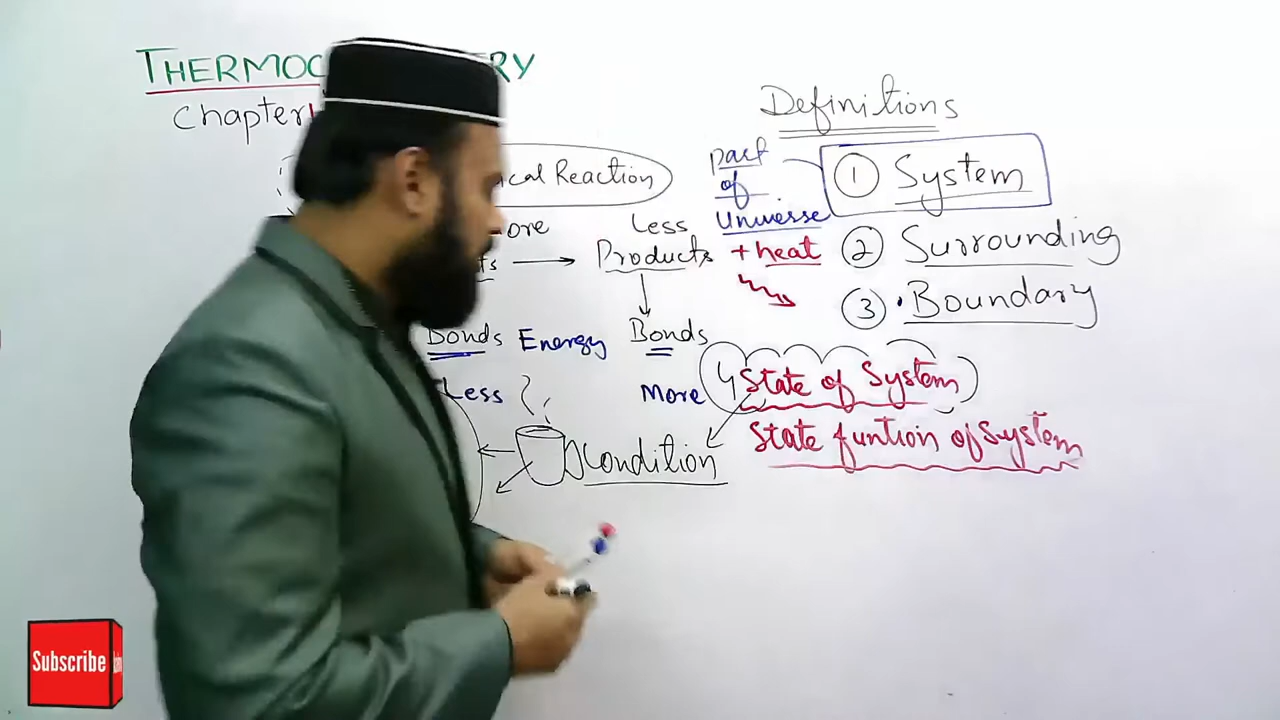 THERMOC RY
Chapter
ical Reaction
ore Less
ts → Products + heat
Bonds Energy Bonds
Less More
Condition
Definitions
part
of
Universe
① System
② Surrounding
③ Boundary
4 State of System
State funtion of System
Subscribe